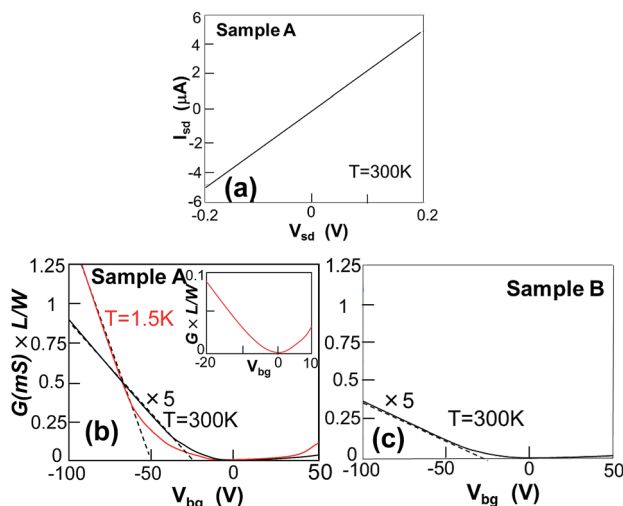 Sample A
6
4
2
0
-2
-4
-6
I_sd (μA)
(a)
T=300K
-0.2
0
0.2
V_sd (V)
1.25
1
0.75
0.5
0.25
0
G(mS) × L/W
Sample A
T=1.5K
×5
T=300K
(b)
-100
-50
0
50
V_bg (V)
0.1
0
G × L/W
-20
0
10
V_bg
1.25
1
0.75
0.5
0.25
0
Sample B
×5
T=300K
(c)
-100
-50
0
50
V_bg (V)